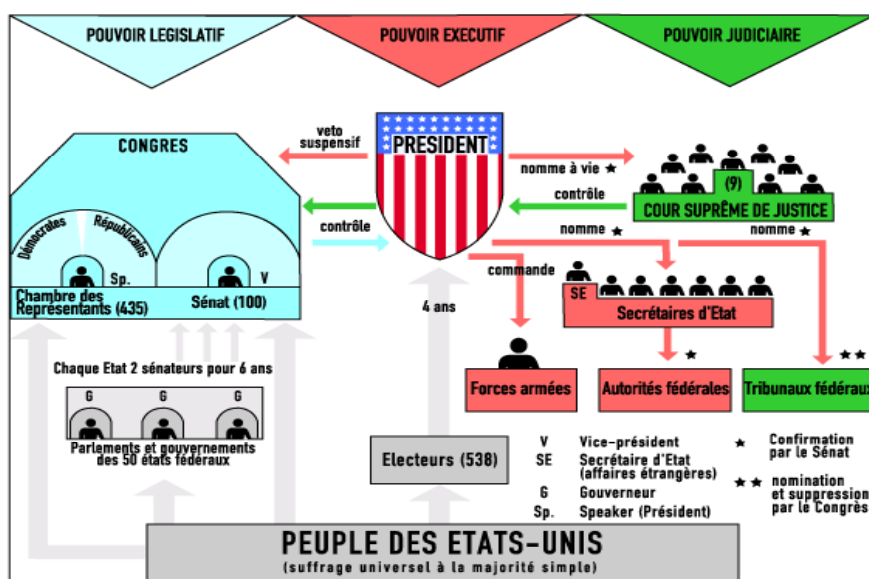 POUVOIR LEGISLATIF
POUVOIR EXECUTIF
POUVOIR JUDICIAIRE
CONGRES
veto
suspensif
PRESIDENT
nomme à vie ★
(9)
COUR SUPRÊME DE JUSTICE
contrôle
contrôle
Démocrates
Républicains
Sp.
V
Chambre des
Représentants (435)
Sénat (100)
nomme ★
nomme ★
commande
4 ans
SE
Secrétaires d'Etat
★
★ ★
Chaque Etat 2 sénateurs pour 6 ans
G
G
G
Parlements et gouvernements
des 50 états fédéraux
Forces armées
Autorités fédérales
Tribunaux fédéraux
Electeurs (538)
V Vice-président
SE Secrétaire d'Etat
(affaires étrangères)
G Gouverneur
Sp. Speaker (Président)
★ Confirmation
par le Sénat
★ ★ nomination
et suppression
par le Congrès
PEUPLE DES ETATS-UNIS
(suffrage universel à la majorité simple)